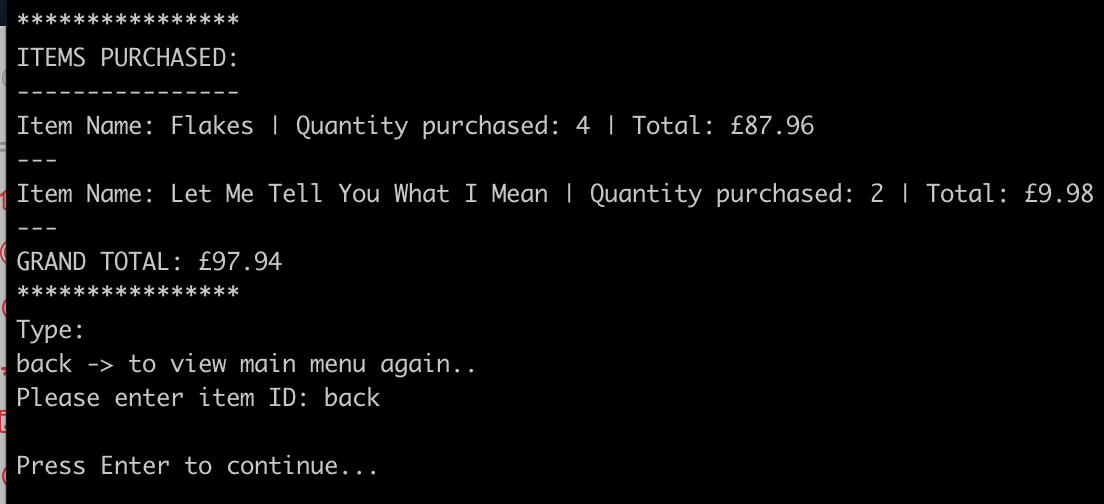 ****************
ITEMS PURCHASED:
----------------
Item Name: Flakes | Quantity purchased: 4 | Total: £87.96
---
Item Name: Let Me Tell You What I Mean | Quantity purchased: 2 | Total: £9.98
---
GRAND TOTAL: £97.94
****************
Type:
back -> to view main menu again..
Please enter item ID: back
Press Enter to continue...